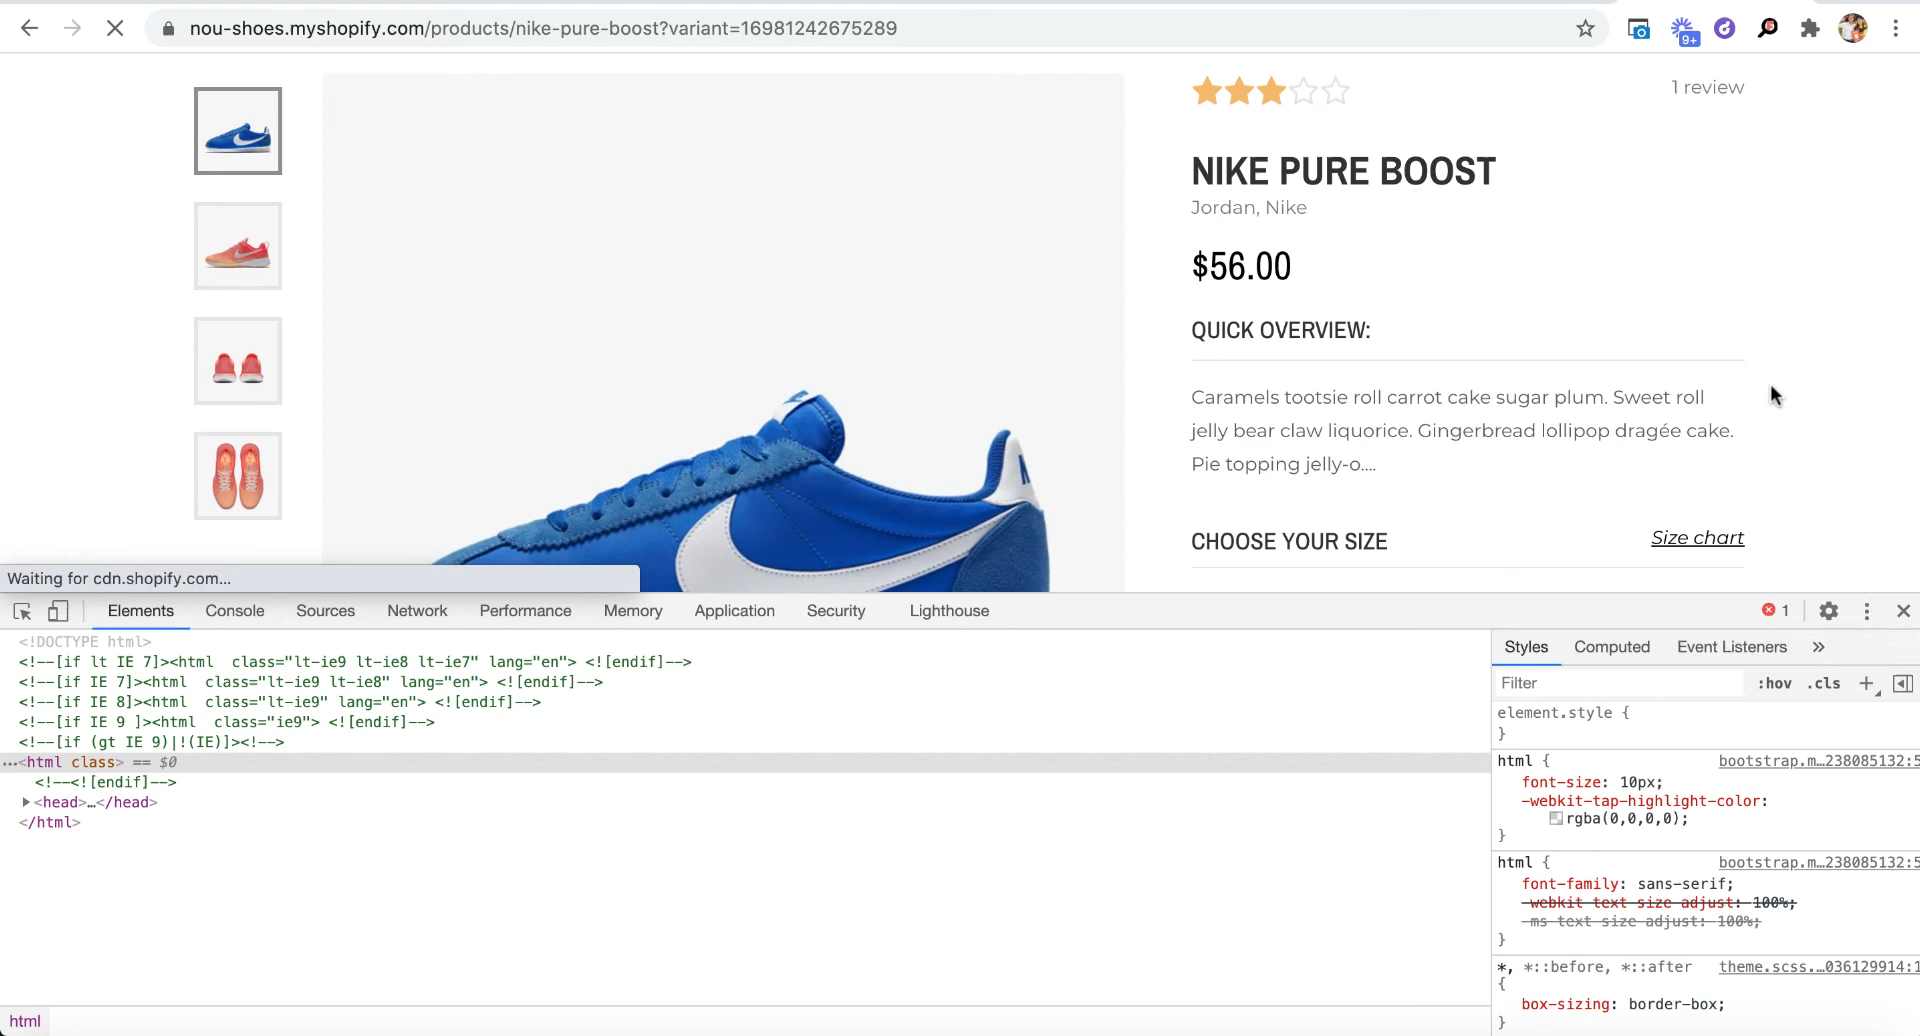 nou-shoes.myshopify.com/products/nike-pure-boost?variant=16981242675289
9+
1 review
NIKE PURE BOOST
Jordan, Nike
$56.00
QUICK OVERVIEW:
Caramels tootsie roll carrot cake sugar plum. Sweet roll
jelly bear claw liquorice. Gingerbread lollipop dragée cake.
Pie topping jelly-o....
CHOOSE YOUR SIZE
Size chart
Waiting for cdn.shopify.com...
Elements Console Sources Network Performance Memory Application Security Lighthouse
1
<!DOCTYPE html>
<!--[if lt IE 7]><html  class="lt-ie9 lt-ie8 lt-ie7" lang="en"> <![endif]-->
<!--[if IE 7]><html  class="lt-ie9 lt-ie8" lang="en"> <![endif]-->
<!--[if IE 8]><html  class="lt-ie9" lang="en"> <![endif]-->
<!--[if IE 9 ]><html  class="ie9"> <![endif]-->
<!--[if (gt IE 9)|!(IE)]><!-->
…<html class> == $0
<!--<![endif]-->
<head>…</head>
</html>
html
Styles Computed Event Listeners »
Filter :hov .cls +
element.style {
}
html { bootstrap.m…238085132:5
font-size: 10px;
-webkit-tap-highlight-color:
rgba(0,0,0,0);
}
html { bootstrap.m…238085132:5
font-family: sans-serif;
-webkit-text-size-adjust: 100%;
-ms-text-size-adjust: 100%;
}
*, *::before, *::after theme.scss.…036129914:1
{
box-sizing: border-box;
}